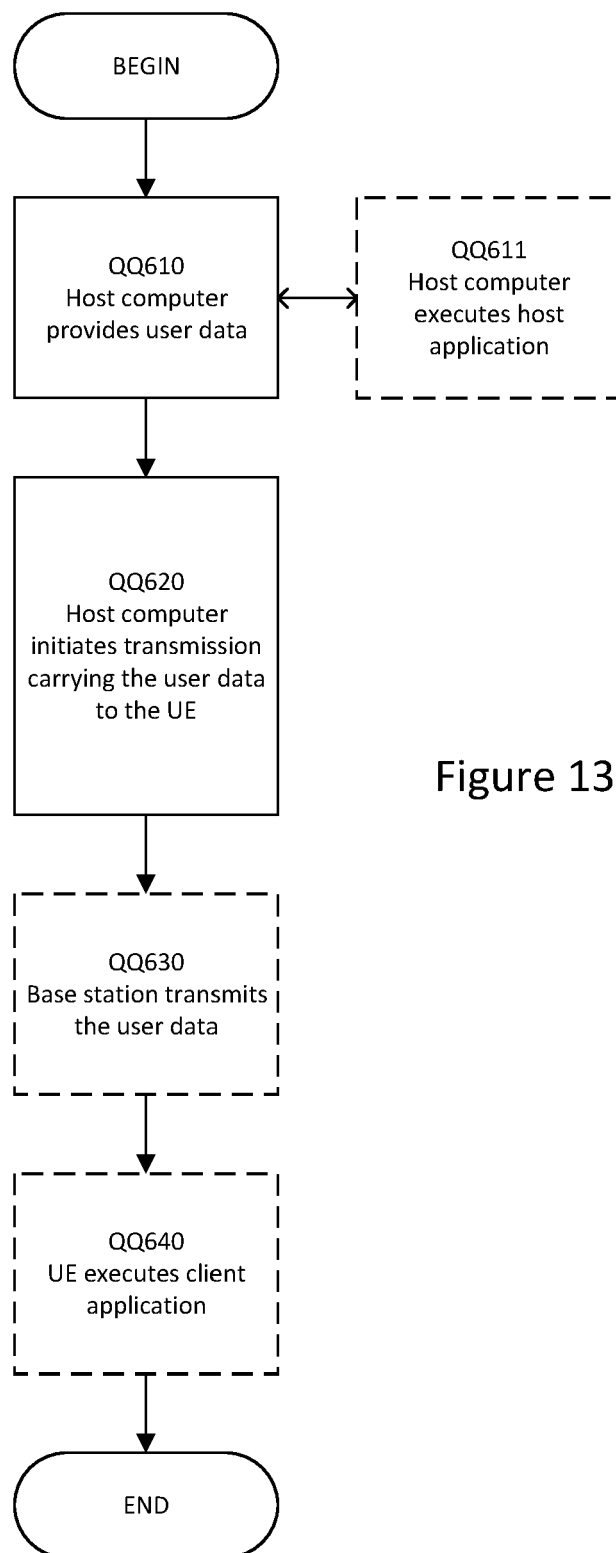 BEGIN
QQ610
Host computer
provides user data
QQ611
Host computer
executes host
application
QQ620
Host computer
initiates transmission
carrying the user data
to the UE
Figure 13
QQ630
Base station transmits
the user data
QQ640
UE executes client
application
END